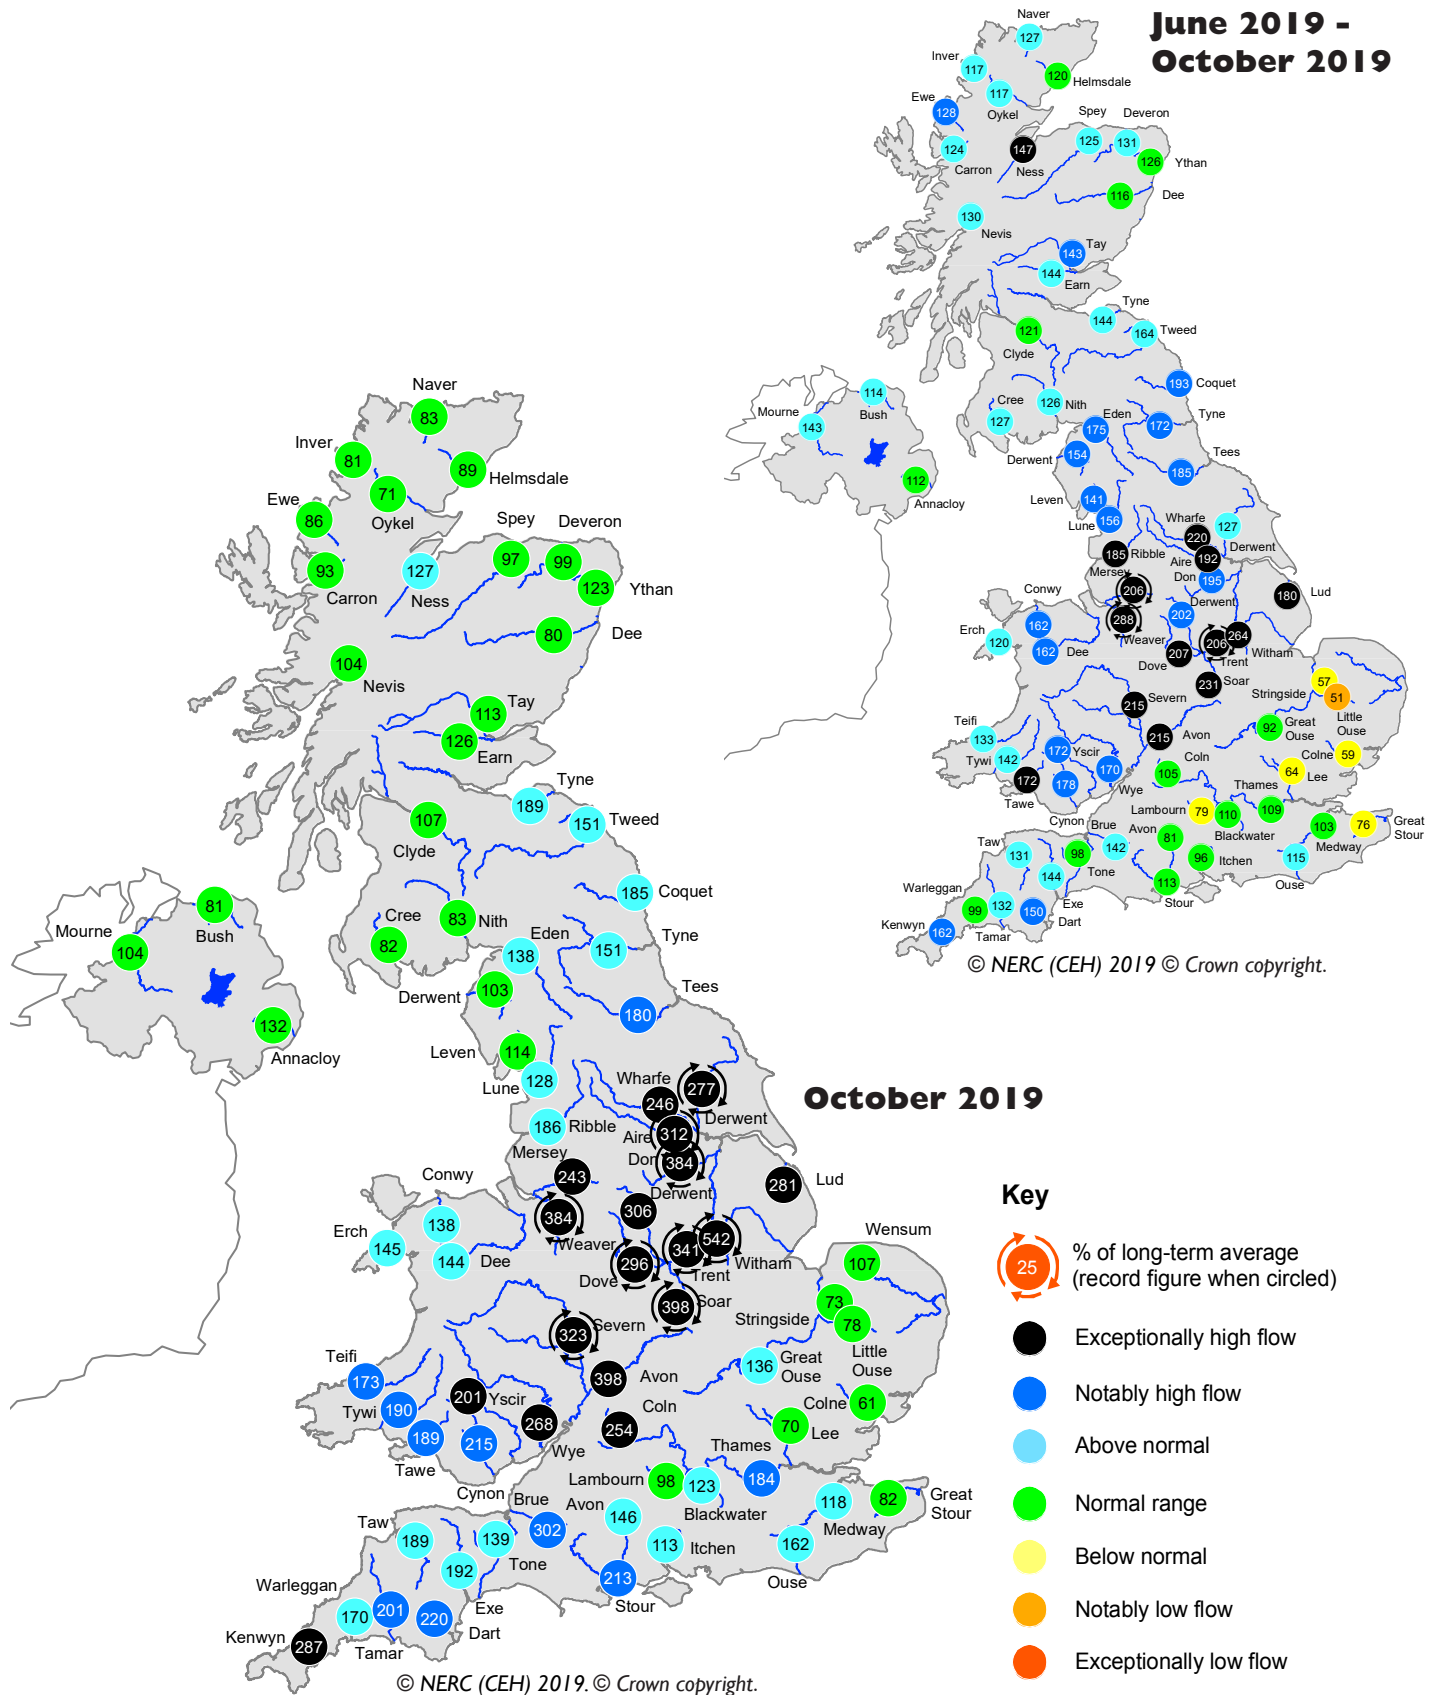 June 2019 -
October 2019
Naver
127
Inver
117
120
Helmsdale
117
Oykel
Ewe
128
Spey
Deveron
124
Carron
147
Ness
125
131
126
Ythan
116
Dee
130
Nevis
Tay
143
144
Earn
Tyne
144
164
Tweed
121
Clyde
193
Coquet
114
Bush
Mourne
143
112
Annacloy
Cree
127
126
Nith
Eden
175
172
Tyne
Derwent
154
185
Tees
Leven
141
Lune
156
Wharfe
220
127
Derwent
185
Ribble
Aire
192
Don
195
Mersey
206
180
Lud
Conwy
162
288
Weaver
202
Derwent
Erch
120
162
Dee
207
Dove
206
Trent
264
Witham
231
Soar
Stringside
57
51
Little
Ouse
215
Severn
215
Avon
92
Great
Ouse
Teifi
133
Tywi
142
172
Yscir
170
Wye
Coln
105
Colne
59
64
Lee
172
Tawe
178
Cynon
Thames
109
Lambourn
79
110
Blackwater
103
Medway
76
Great
Stour
Brue
142
Avon
81
96
Itchen
115
Ouse
Taw
131
98
Tone
144
Exe
113
Stour
Warleggan
99
132
Tamar
150
Dart
Kenwyn
162
© NERC (CEH) 2019 © Crown copyright.
Naver
83
Inver
81
89
Helmsdale
71
Oykel
Ewe
86
93
Carron
127
Ness
Spey
97
Deveron
99
123
Ythan
80
Dee
104
Nevis
Tay
113
126
Earn
Tyne
189
151
Tweed
107
Clyde
185
Coquet
81
Bush
Mourne
104
132
Annacloy
Cree
82
83
Nith
Eden
138
151
Tyne
Derwent
103
180
Tees
Leven
114
Lune
128
Wharfe
246
277
Derwent
186
Ribble
Aire
312
Don
384
October 2019
Mersey
243
281
Lud
Conwy
138
384
Weaver
306
Derwent
Erch
145
144
Dee
296
Dove
341
Trent
542
Witham
Wensum
107
398
Soar
Stringside
73
78
Little
Ouse
323
Severn
398
Avon
136
Great
Ouse
Teifi
173
Tywi
190
201
Yscir
268
Wye
Coln
254
Colne
61
70
Lee
189
Tawe
215
Cynon
Thames
184
Lambourn
98
123
Blackwater
118
Medway
82
Great
Stour
Brue
302
Avon
146
113
Itchen
162
Ouse
Taw
189
139
Tone
192
Exe
213
Stour
Warleggan
170
201
Tamar
220
Dart
Kenwyn
287
© NERC (CEH) 2019. © Crown copyright.
Key
25
% of long-term average
(record figure when circled)
Exceptionally high flow
Notably high flow
Above normal
Normal range
Below normal
Notably low flow
Exceptionally low flow